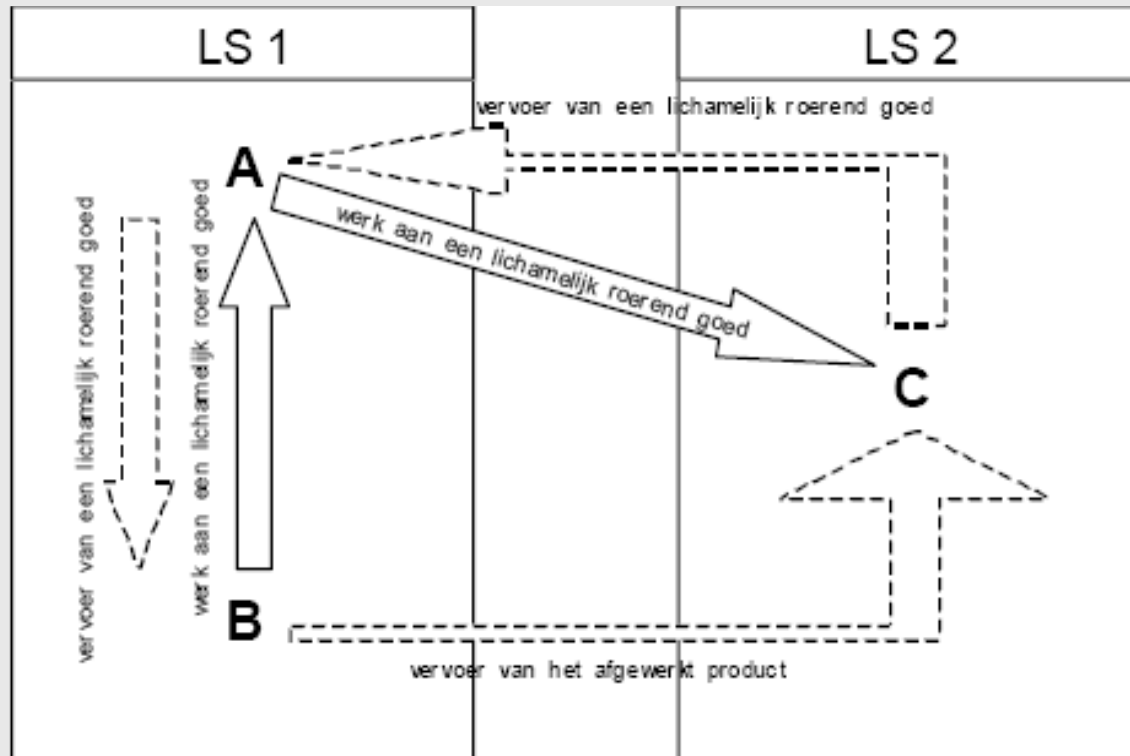 LS 1
LS 2
vervoer van een lichamelijk roerend goed
A
werk aan een lichamelijk roerend goed
vervoer van een lichamelijk roerend goed
werk aan een lichamelijk roerend goed
C
B
vervoer van het afgewerkt product